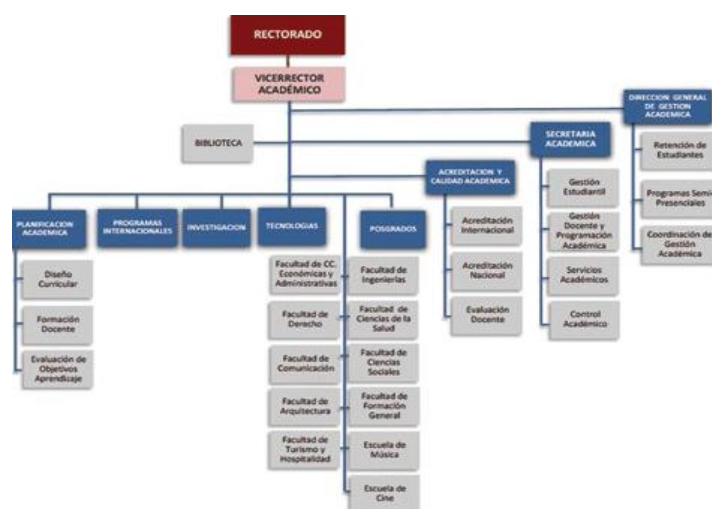 RECTORADO
VICERRECTOR
ACADÉMICO
DIRECCION GENERAL
DE GESTION
ACADEMICA
BIBLIOTECA
SECRETARIA
ACADEMICA
Retención de
Estudiantes
ACREDITACION Y
CALIDAD ACADEMICA
Gestión
Estudiantil
Programas Semi
Presenciales
PLANIFICACION
ACADEMICA
PROGRAMAS
INTERNACIONALES
INVESTIGACION
TECNOLOGIAS
POSGRADOS
Acreditación
Internacional
Gestión
Docente y
Programación
Académica
Coordinación de
Gestión
Académica
Diseño
Curricular
Facultad de CC.
Económicas y
Administrativas
Facultad de
Ingenierías
Acreditación
Nacional
Servicios
Académicos
Formación
Docente
Facultad de
Derecho
Facultad de
Ciencias de la
Salud
Evaluación
Docente
Control
Académico
Evaluación de
Objetivos
Aprendizaje
Facultad de
Comunicación
Facultad de
Ciencias
Sociales
Facultad de
Arquitectura
Facultad de
Formación
General
Facultad de
Turismo y
Hospitalidad
Escuela de
Música
Escuela de
Cine